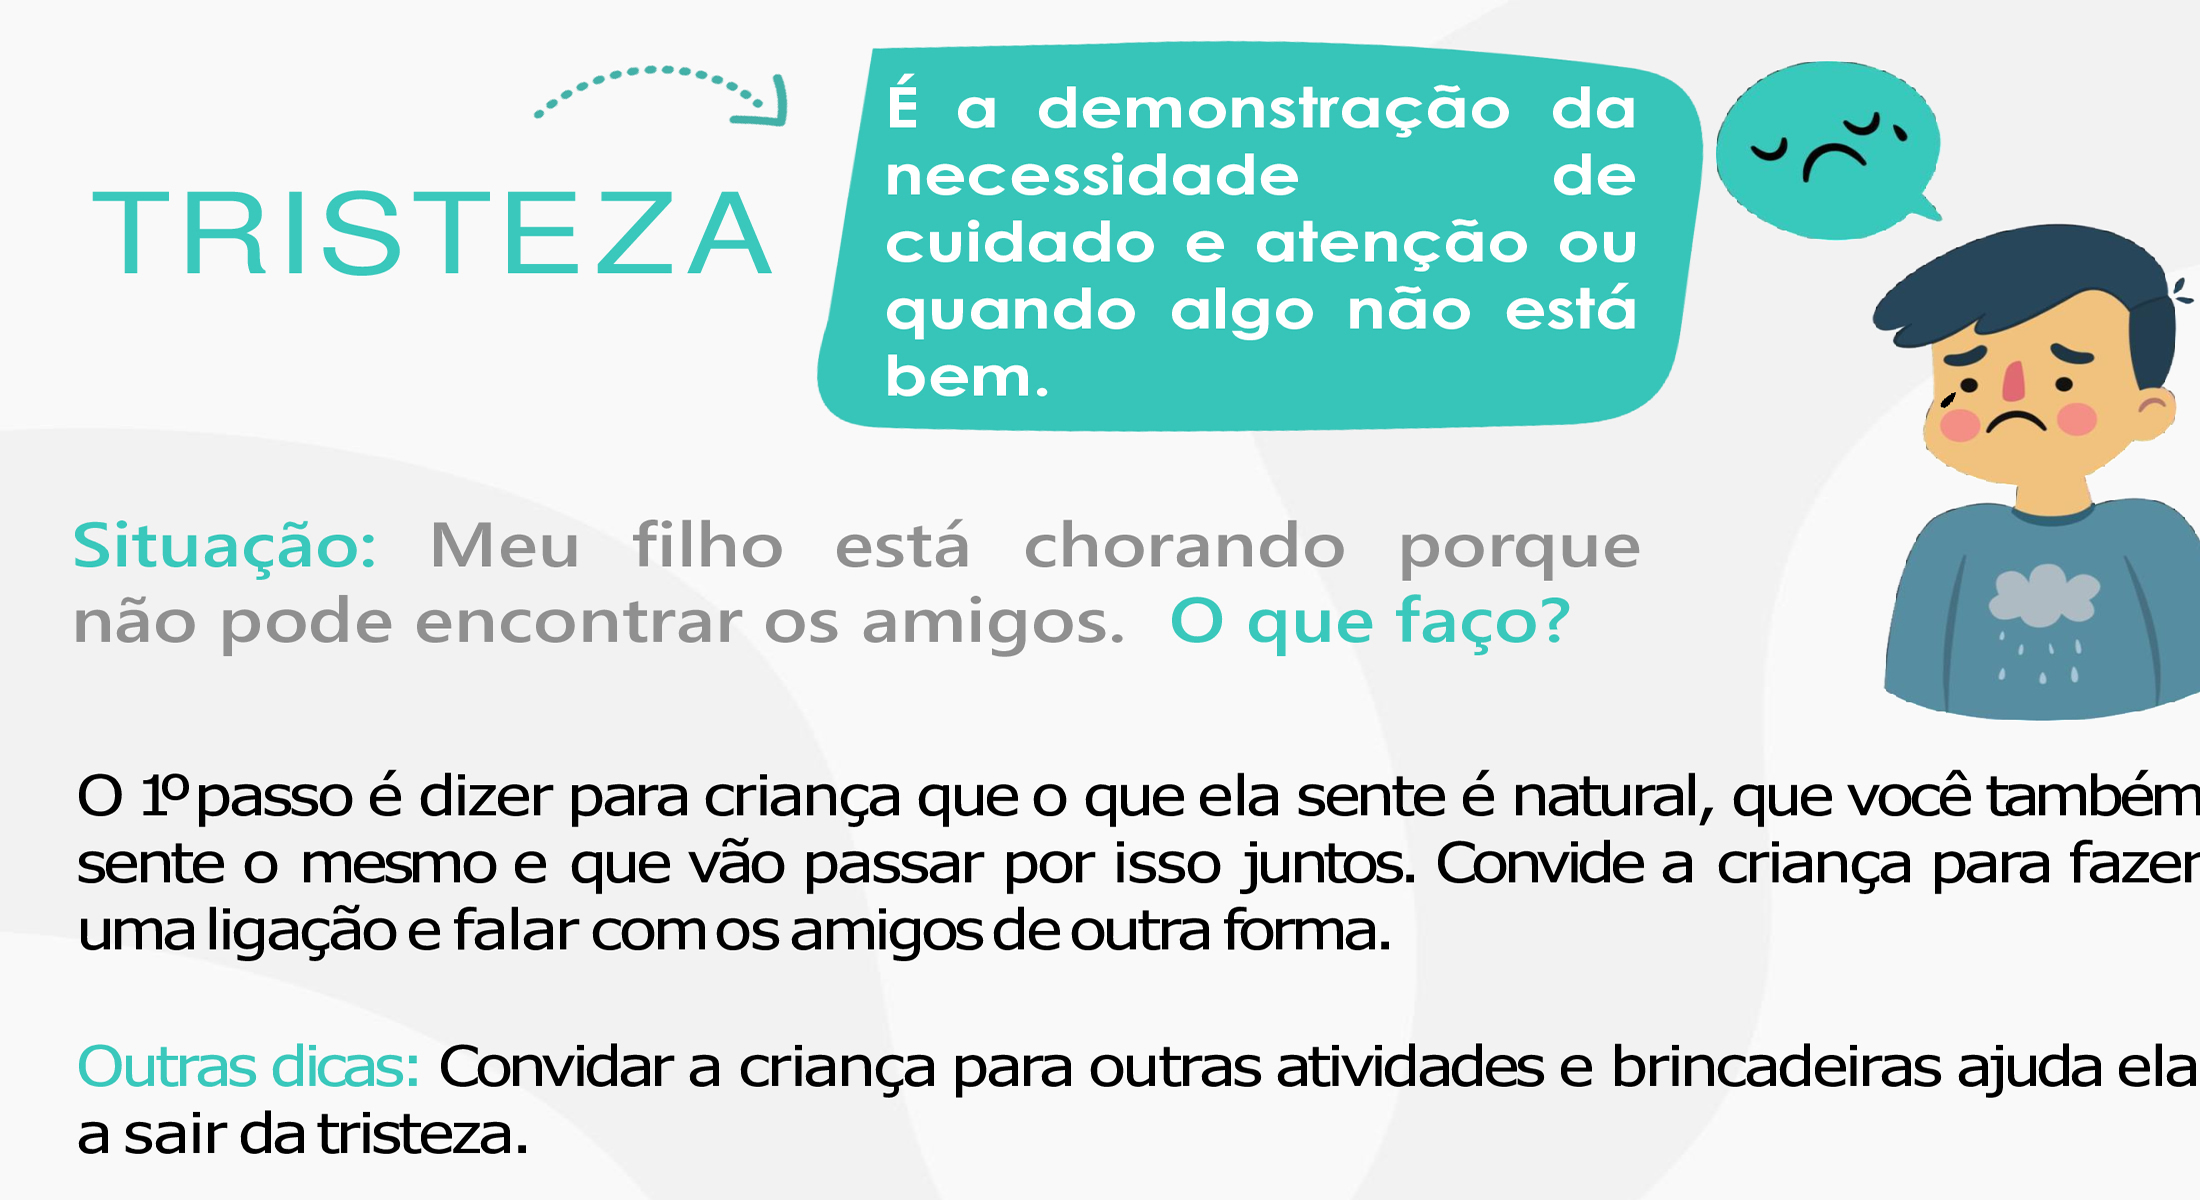 TRISTEZA
É a demonstração da
necessidade de
cuidado e atenção ou
quando algo não está
bem.
Situação: Meu filho está chorando porque
não pode encontrar os amigos. O que faço?
O 1º passo é dizer para criança que o que ela sente é natural, que você também
sente o mesmo e que vão passar por isso juntos. Convide a criança para fazer
uma ligação e falar com os amigos de outra forma.
Outras dicas: Convidar a criança para outras atividades e brincadeiras ajuda ela
a sair da tristeza.